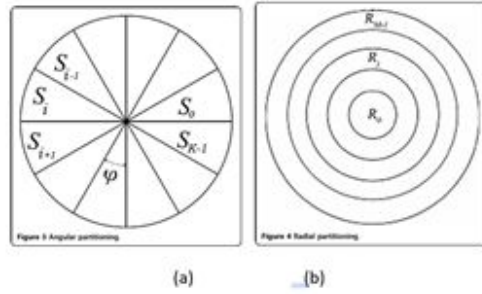 S_{i-1}
S_i
S_0
S_{i+1}
S_{K-1}
φ
Figure 3 Angular partitioning.
R_{M-1}
R_j
R_0
Figure 4 Radial partitioning.
(a)
(b)